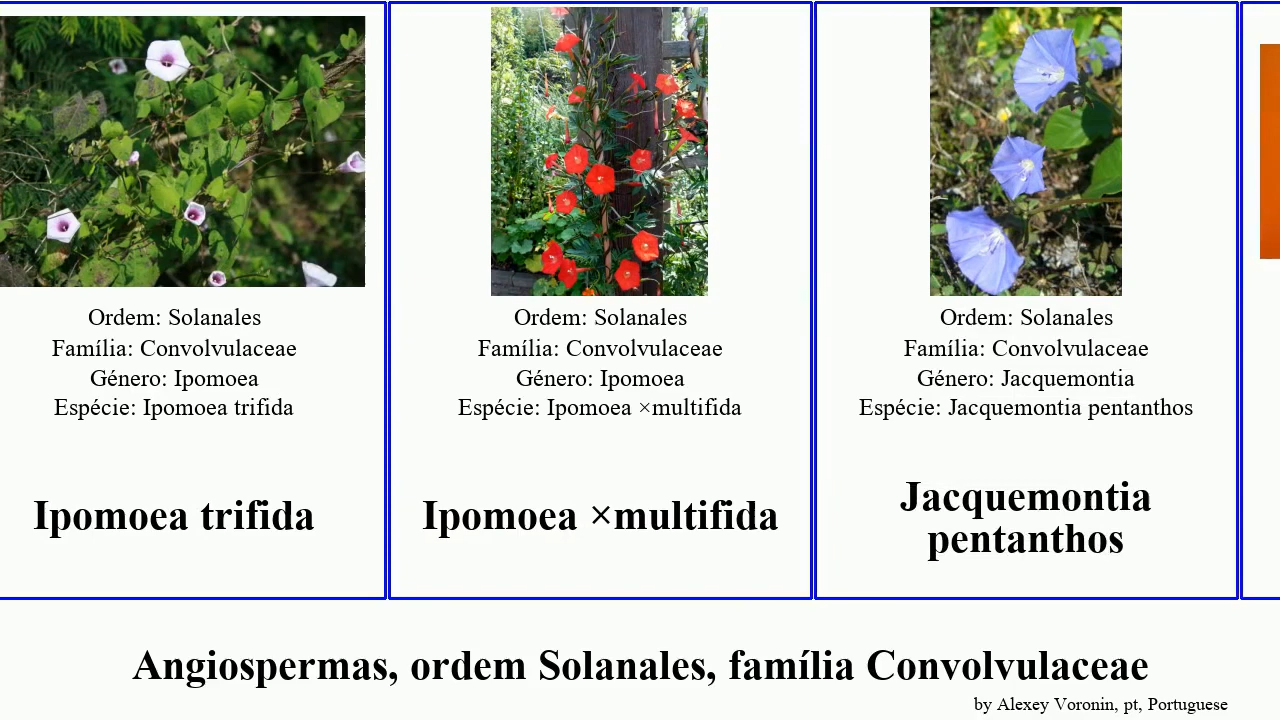 Ordem: Solanales
Família: Convolvulaceae
Género: Ipomoea
Espécie: Ipomoea trifida
Ipomoea trifida
Ordem: Solanales
Família: Convolvulaceae
Género: Ipomoea
Espécie: Ipomoea ×multifida
Ipomoea ×multifida
Ordem: Solanales
Família: Convolvulaceae
Género: Jacquemontia
Espécie: Jacquemontia pentanthos
Jacquemontia
pentanthos
Angiospermas, ordem Solanales, família Convolvulaceae
by Alexey Voronin, pt, Portuguese